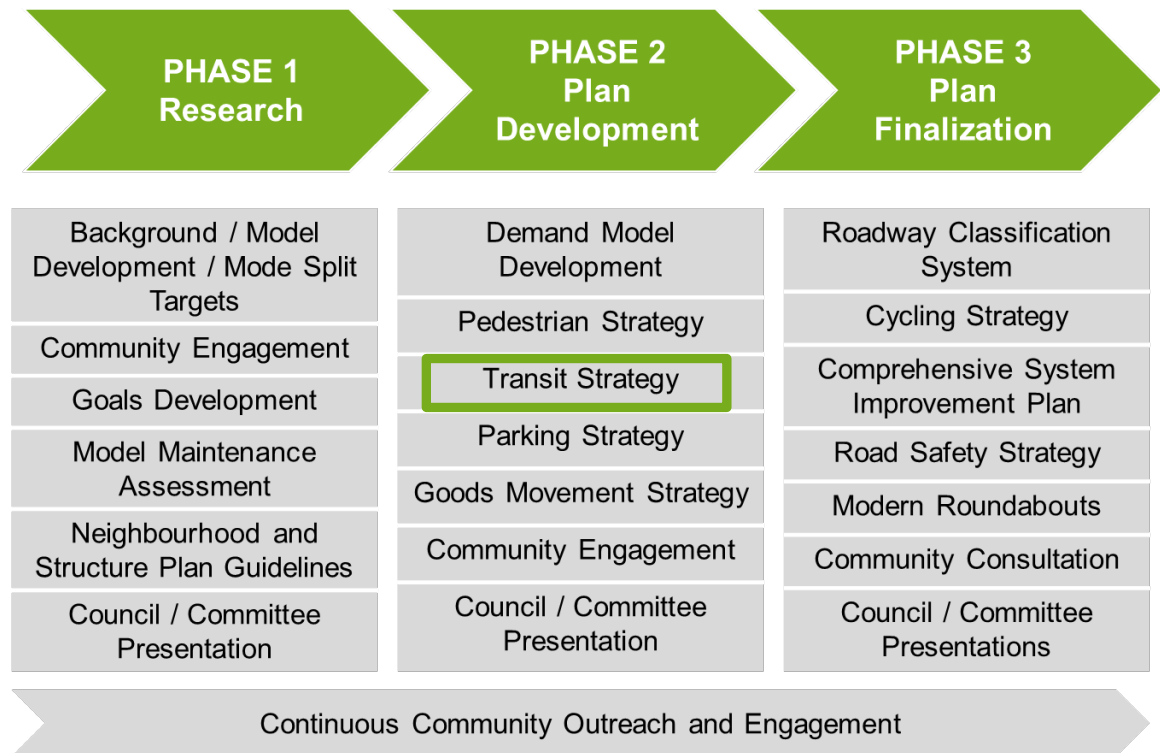 PHASE 1
Research
PHASE 2
Plan
Development
PHASE 3
Plan
Finalization
Background / Model
Development / Mode Split
Targets
Community Engagement
Goals Development
Model Maintenance
Assessment
Neighbourhood and
Structure Plan Guidelines
Council / Committee
Presentation
Demand Model
Development
Pedestrian Strategy
Transit Strategy
Parking Strategy
Goods Movement Strategy
Community Engagement
Council / Committee
Presentation
Roadway Classification
System
Cycling Strategy
Comprehensive System
Improvement Plan
Road Safety Strategy
Modern Roundabouts
Community Consultation
Council / Committee
Presentations
Continuous Community Outreach and Engagement